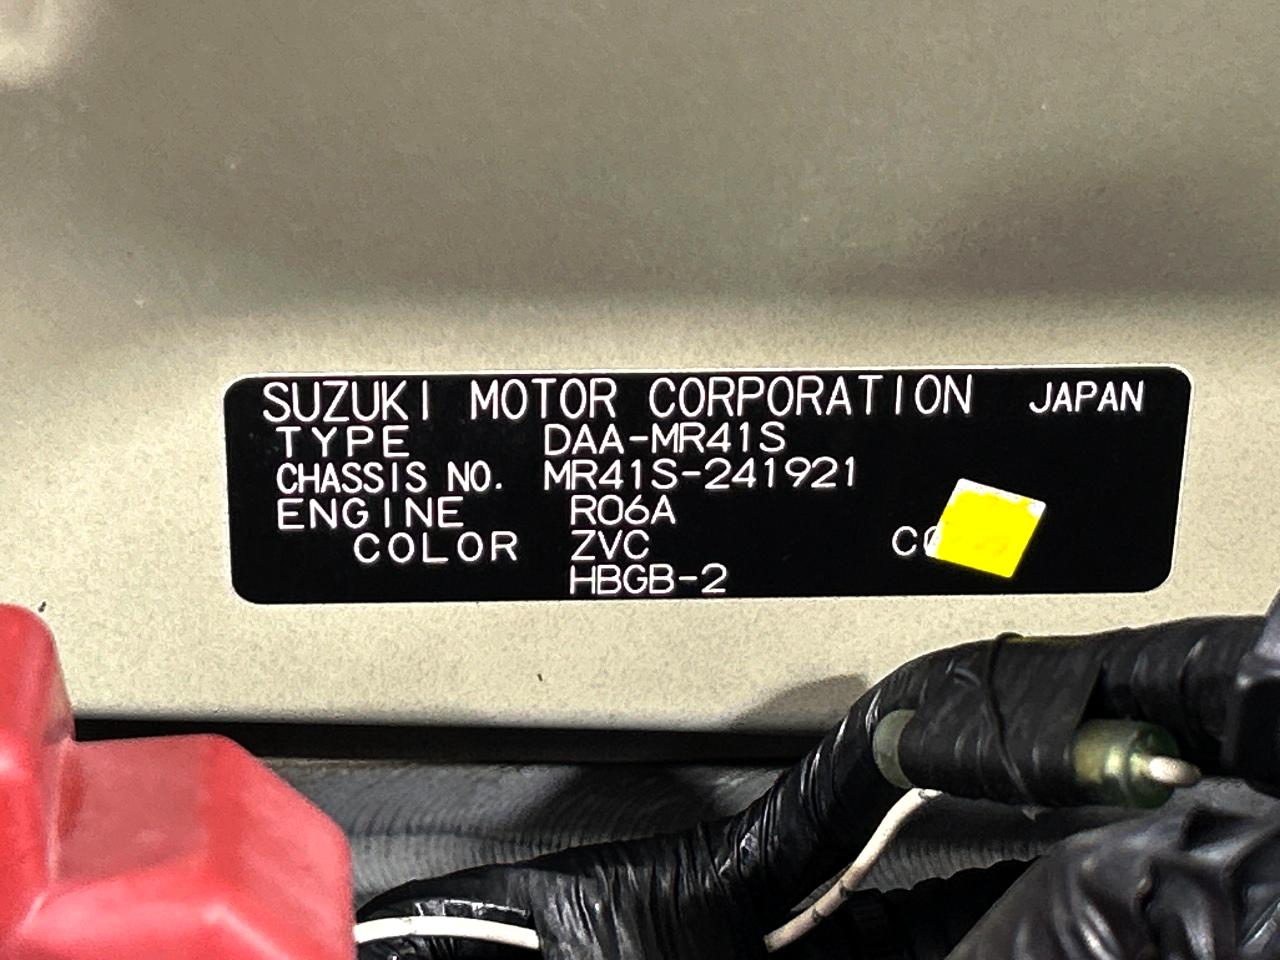 SUZUKI MOTOR CORPORATION JAPAN
TYPE DAA-MR41S
CHASSIS NO. MR41S-241921
ENGINE R06A
COLOR ZVC
HBGB-2